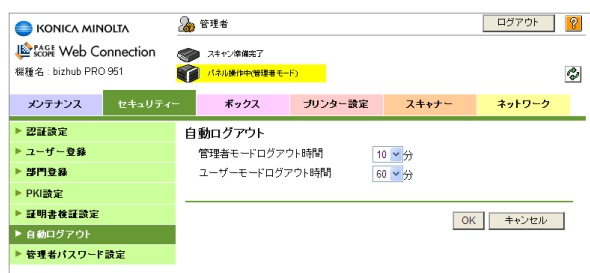 KONICA MINOLTA
管理者
ログアウト
?
PAGE SCOPE Web Connection
スキャン準備完了
機種名 : bizhub PRO 951
パネル操作中(管理者モード)
メンテナンス
セキュリティー
ボックス
プリンター設定
スキャナー
ネットワーク
認証設定
ユーザー登録
部門登録
PKI設定
証明書検証設定
自動ログアウト
管理者パスワード設定
自動ログアウト
管理者モードログアウト時間 10 分
ユーザーモードログアウト時間 60 分
OK
キャンセル